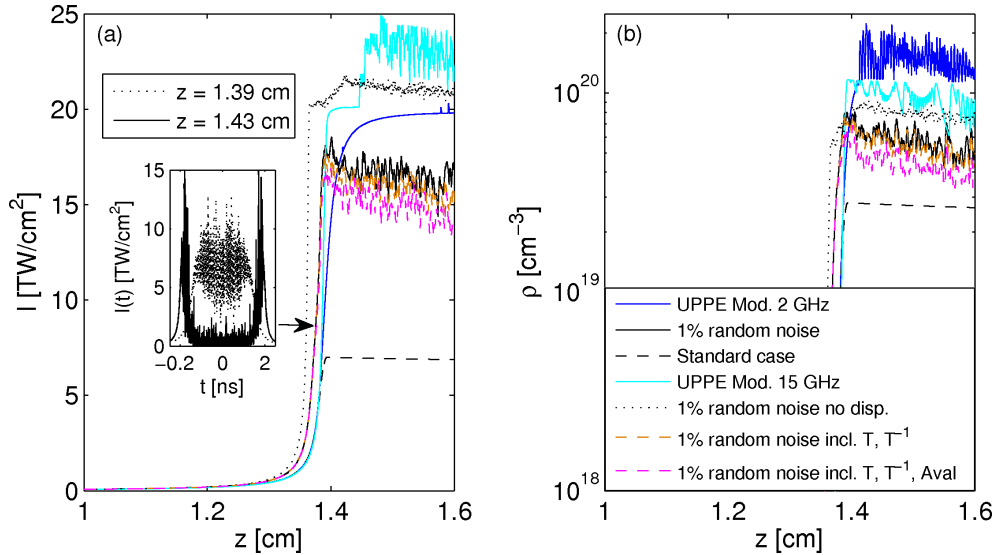 (a)
25
20
15
10
5
0
I [TW/cm²]
1
1.2
1.4
1.6
z [cm]
z = 1.39 cm
z = 1.43 cm
15
10
5
0
I(t) [TW/cm²]
−0.2
0
2
t [ns]
(b)
10²⁰
10¹⁹
10¹⁸
ρ [cm⁻³]
UPPE Mod. 2 GHz
1% random noise
Standard case
UPPE Mod. 15 GHz
1% random noise no disp.
1% random noise incl. T, T⁻¹
1% random noise incl. T, T⁻¹, Aval
1
1.2
1.4
1.6
z [cm]